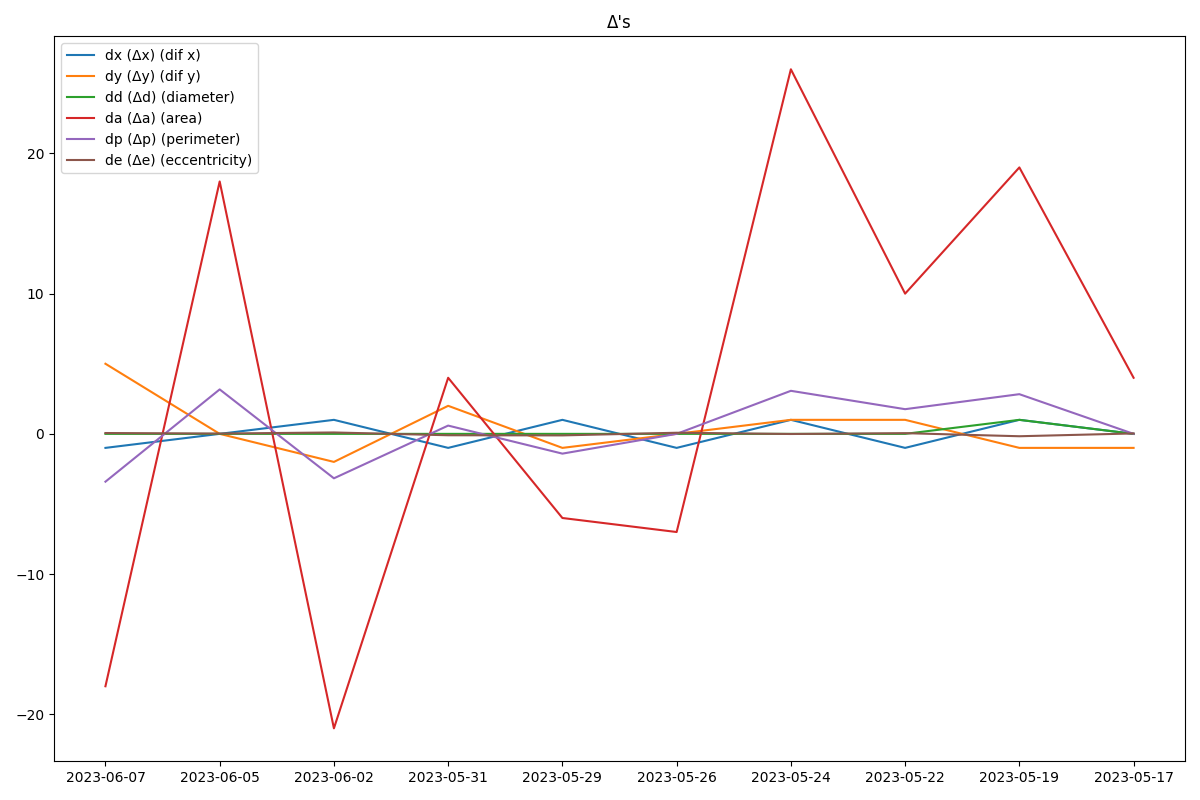 Δ's
dx (Δx) (dif x)
dy (Δy) (dif y)
dd (Δd) (diameter)
da (Δa) (area)
dp (Δp) (perimeter)
de (Δe) (eccentricity)
20
10
0
−10
−20
2023-06-07 2023-06-05 2023-06-02 2023-05-31 2023-05-29 2023-05-26 2023-05-24 2023-05-22 2023-05-19 2023-05-17